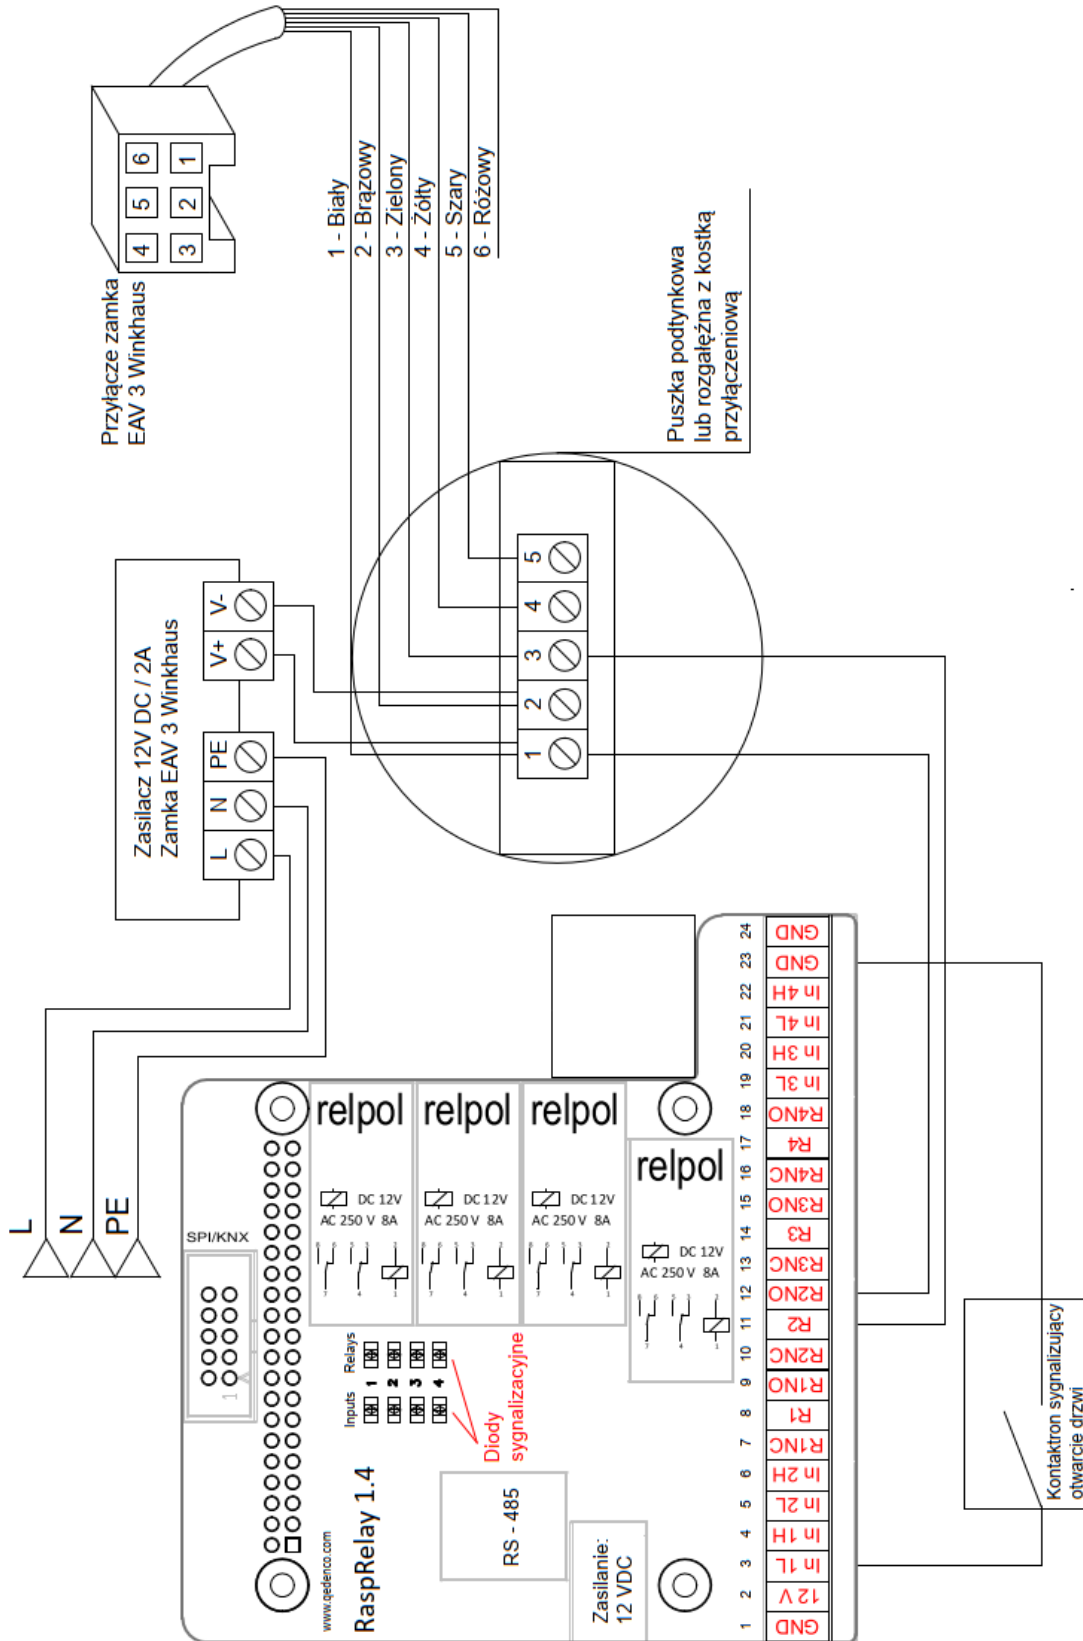 Przyłącze zamka
EAV 3 Winkhaus
4 5 6
3 2 1
1 - Biały
2 - Brązowy
3 - Zielony
4 - Żółty
5 - Szary
6 - Różowy
Zasilacz 12V DC / 2A
Zamka EAV 3 Winkhaus
L N PE V+ V-
Puszka podtynkowa
lub rozgałęźna z kostką
przyłączeniową
1 2 3 4 5
L
N
PE
SPI/KNX
1
relpol
DC 12V
AC 250 V 8A
relpol
DC 12V
AC 250 V 8A
relpol
DC 12V
AC 250 V 8A
relpol
DC 12V
AC 250 V 8A
Inputs Relays
1
2
3
4
Diody
sygnalizacyjne
www.qedenco.com
RaspRelay 1.4
RS - 485
Zasilanie:
12 VDC
1 2 3 4 5 6 7 8 9 10 11 12 13 14 15 16 17 18 19 20 21 22 23 24
GND 12 V In 1L In 1H In 2L In 2H R1NC R1 R1NO R2NC R2 R2NO R3NC R3 R3NO R4NC R4 R4NO In 3L In 3H In 4L In 4H GND GND
Kontaktron sygnalizujący
otwarcie drzwi